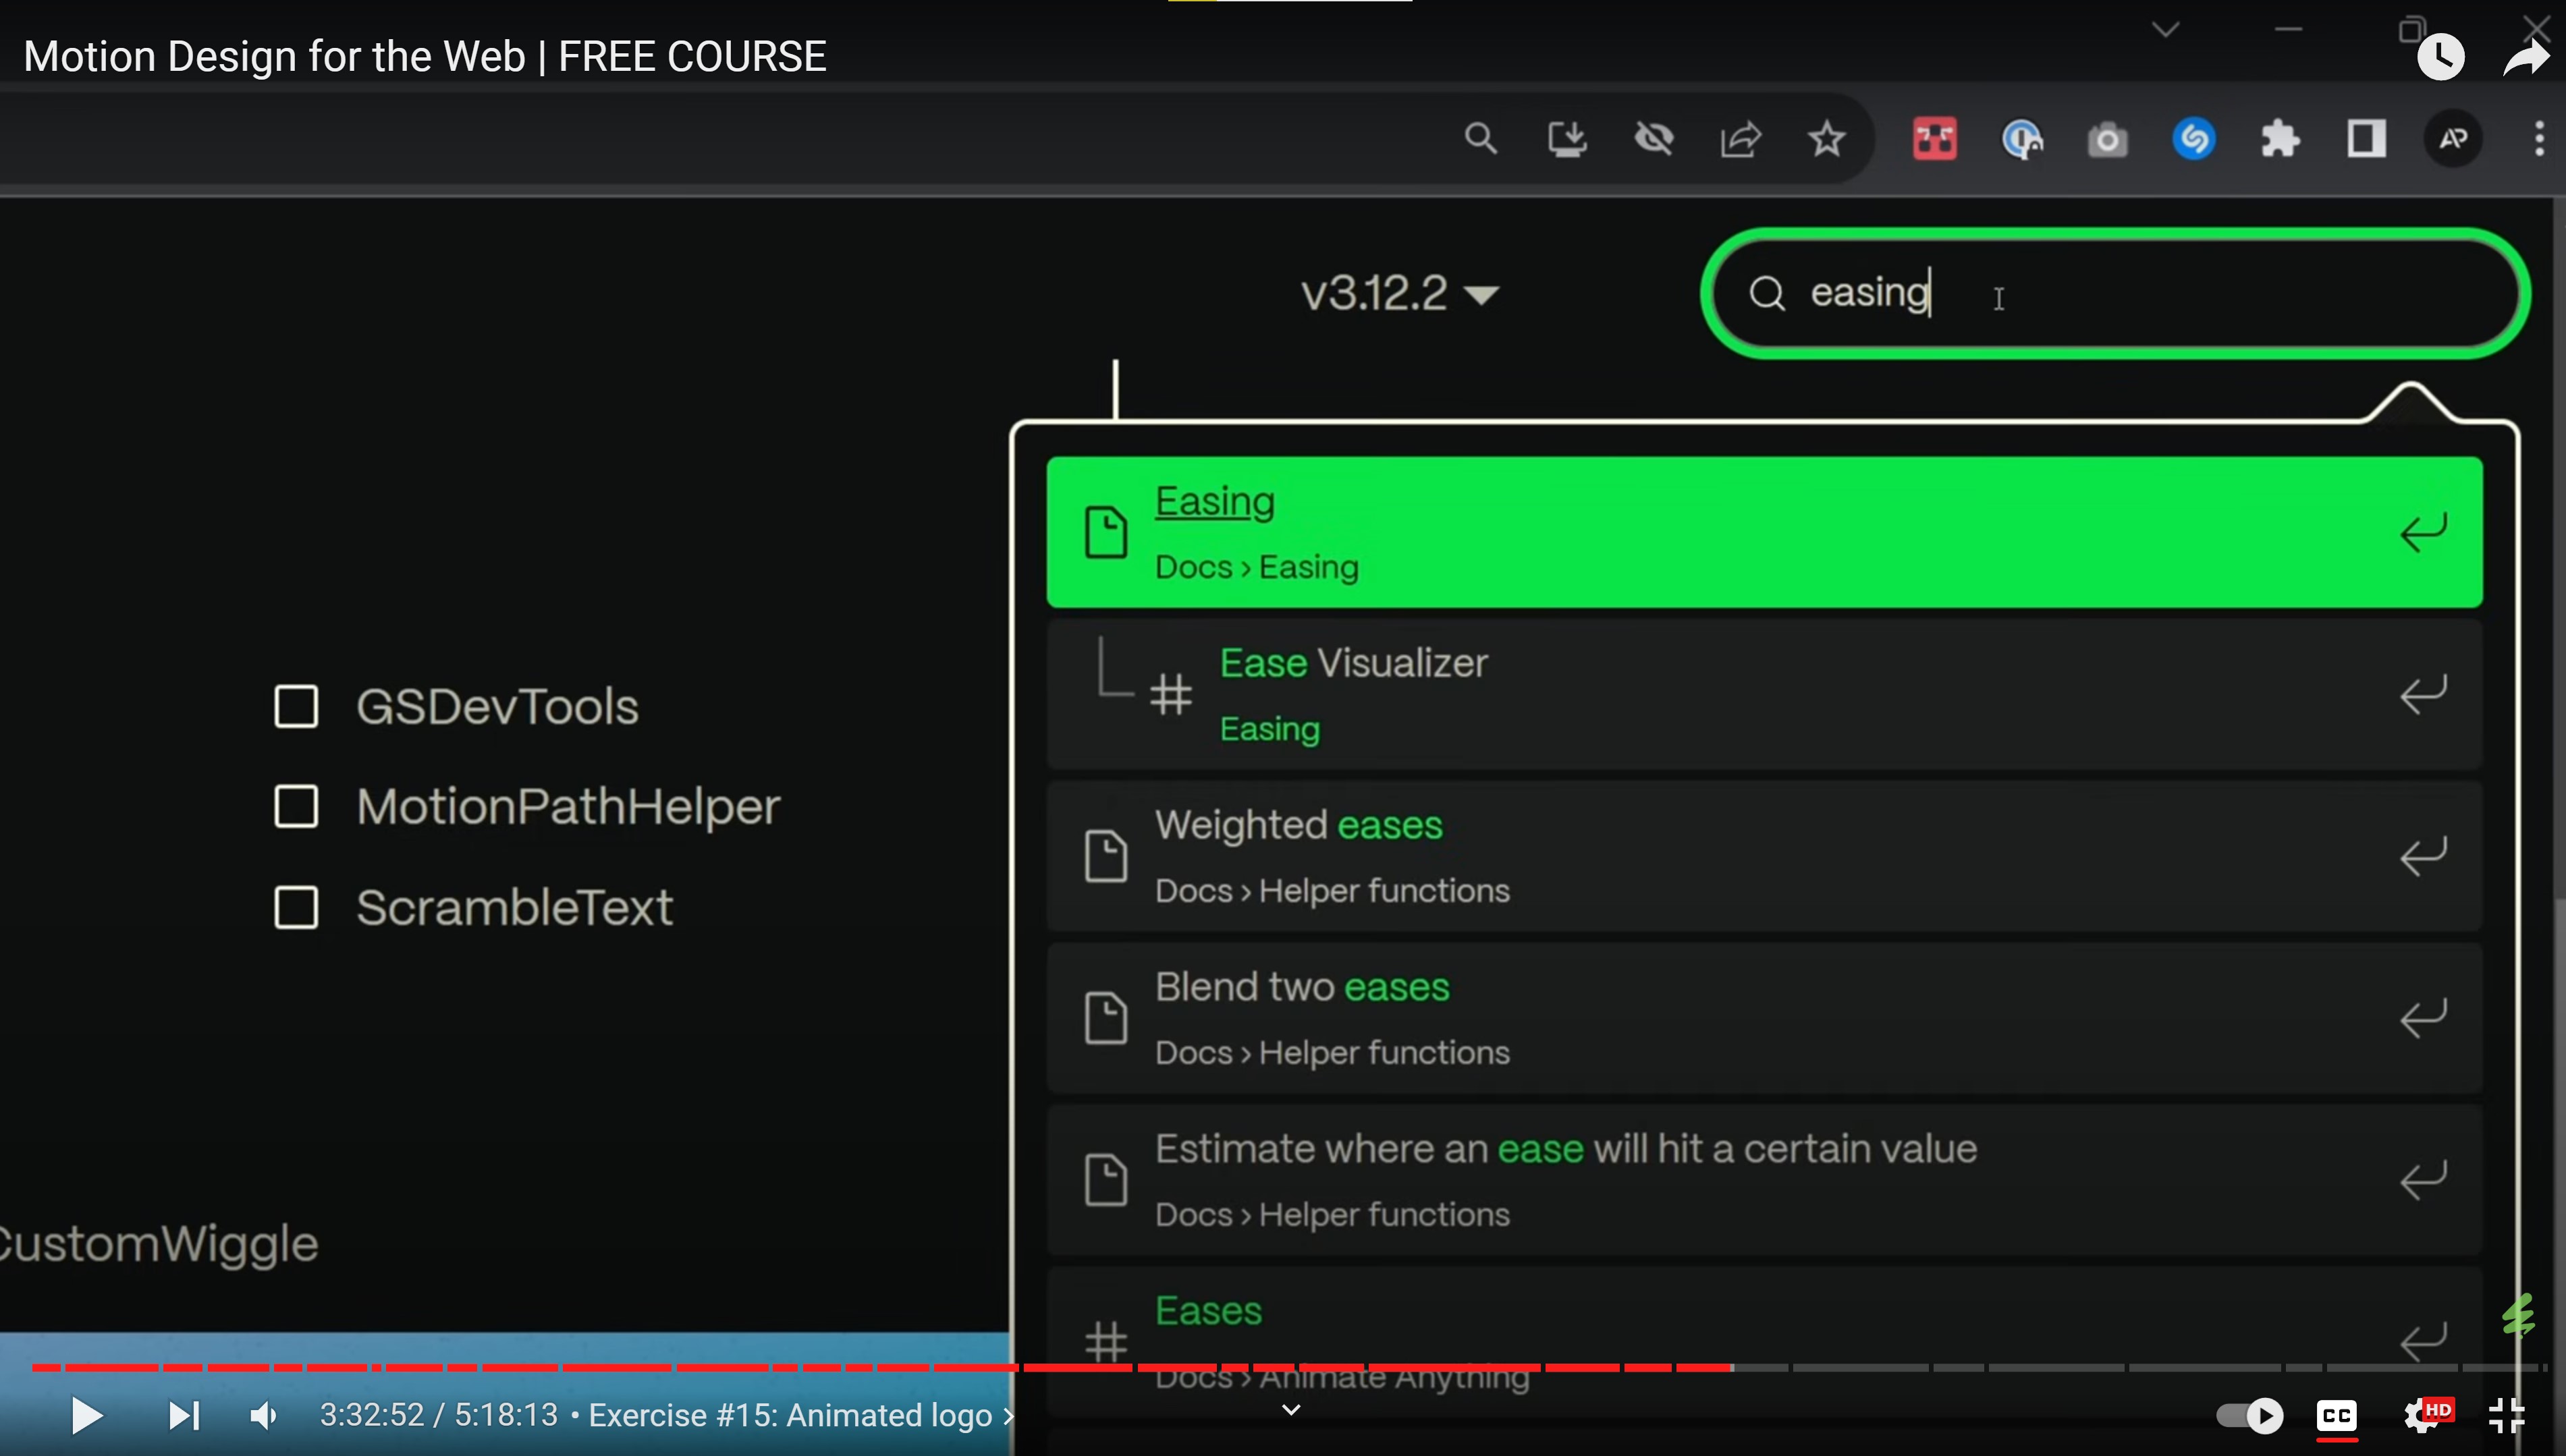 Motion Design for the Web | FREE COURSE
AP
v3.12.2
easing
Easing
Docs › Easing
Ease Visualizer
Easing
GSDevTools
Weighted eases
MotionPathHelper
Docs › Helper functions
ScrambleText
Blend two eases
Docs › Helper functions
Estimate where an ease will hit a certain value
Docs › Helper functions
CustomWiggle
Eases
Docs › Animate Anything
3:32:52 / 5:18:13 • Exercise #15: Animated logo ›
CC
HD